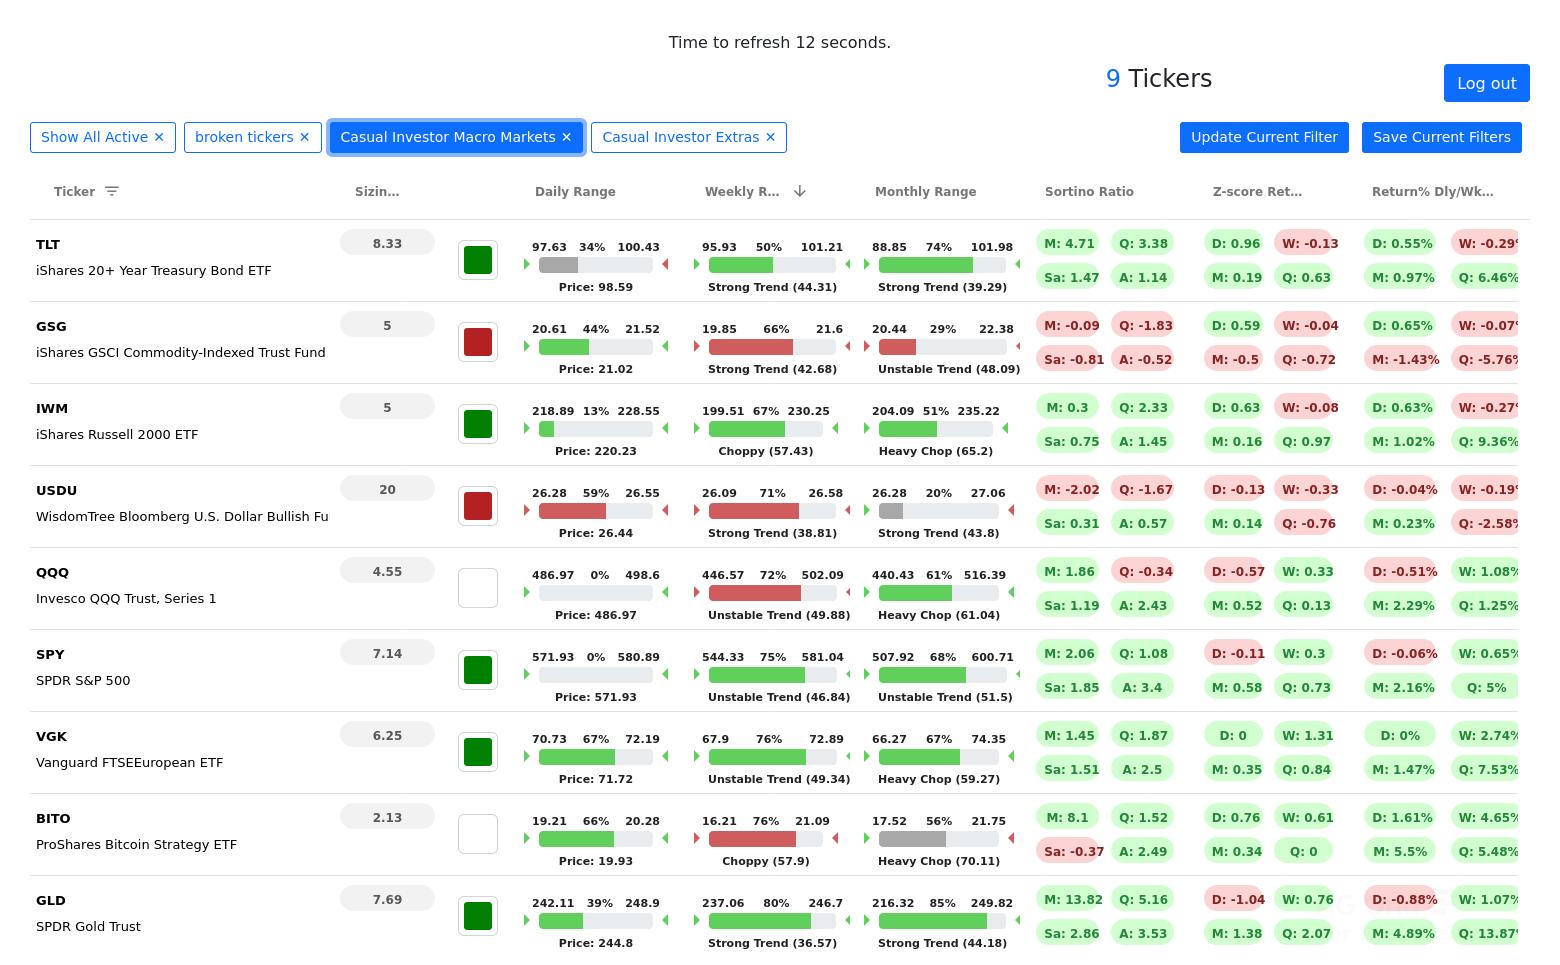 Time to refresh 12 seconds.
9 Tickers
Log out
Show All Active ✕ broken tickers ✕ Casual Investor Macro Markets ✕ Casual Investor Extras ✕ Update Current Filter Save Current Filters
Ticker Sizin… Daily Range Weekly R… Monthly Range Sortino Ratio Z-score Ret… Return% Dly/Wk…
TLT 8.33 97.63 34% 100.43 95.93 50% 101.21 88.85 74% 101.98 M: 4.71 Q: 3.38 D: 0.96 W: -0.13 D: 0.55% W: -0.29%
iShares 20+ Year Treasury Bond ETF Price: 98.59 Strong Trend (44.31) Strong Trend (39.29) Sa: 1.47 A: 1.14 M: 0.19 Q: 0.63 M: 0.97% Q: 6.46%
GSG 5 20.61 44% 21.52 19.85 66% 21.6 20.44 29% 22.38 M: -0.09 Q: -1.83 D: 0.59 W: -0.04 D: 0.65% W: -0.07%
iShares GSCI Commodity-Indexed Trust Fund Price: 21.02 Strong Trend (42.68) Unstable Trend (48.09) Sa: -0.81 A: -0.52 M: -0.5 Q: -0.72 M: -1.43% Q: -5.76%
IWM 5 218.89 13% 228.55 199.51 67% 230.25 204.09 51% 235.22 M: 0.3 Q: 2.33 D: 0.63 W: -0.08 D: 0.63% W: -0.27%
iShares Russell 2000 ETF Price: 220.23 Choppy (57.43) Heavy Chop (65.2) Sa: 0.75 A: 1.45 M: 0.16 Q: 0.97 M: 1.02% Q: 9.36%
USDU 20 26.28 59% 26.55 26.09 71% 26.58 26.28 20% 27.06 M: -2.02 Q: -1.67 D: -0.13 W: -0.33 D: -0.04% W: -0.19%
WisdomTree Bloomberg U.S. Dollar Bullish Fu Price: 26.44 Strong Trend (38.81) Strong Trend (43.8) Sa: 0.31 A: 0.57 M: 0.14 Q: -0.76 M: 0.23% Q: -2.58%
QQQ 4.55 486.97 0% 498.6 446.57 72% 502.09 440.43 61% 516.39 M: 1.86 Q: -0.34 D: -0.57 W: 0.33 D: -0.51% W: 1.08%
Invesco QQQ Trust, Series 1 Price: 486.97 Unstable Trend (49.88) Heavy Chop (61.04) Sa: 1.19 A: 2.43 M: 0.52 Q: 0.13 M: 2.29% Q: 1.25%
SPY 7.14 571.93 0% 580.89 544.33 75% 581.04 507.92 68% 600.71 M: 2.06 Q: 1.08 D: -0.11 W: 0.3 D: -0.06% W: 0.65%
SPDR S&P 500 Price: 571.93 Unstable Trend (46.84) Unstable Trend (51.5) Sa: 1.85 A: 3.4 M: 0.58 Q: 0.73 M: 2.16% Q: 5%
VGK 6.25 70.73 67% 72.19 67.9 76% 72.89 66.27 67% 74.35 M: 1.45 Q: 1.87 D: 0 W: 1.31 D: 0% W: 2.74%
Vanguard FTSEEuropean ETF Price: 71.72 Unstable Trend (49.34) Heavy Chop (59.27) Sa: 1.51 A: 2.5 M: 0.35 Q: 0.84 M: 1.47% Q: 7.53%
BITO 2.13 19.21 66% 20.28 16.21 76% 21.09 17.52 56% 21.75 M: 8.1 Q: 1.52 D: 0.76 W: 0.61 D: 1.61% W: 4.65%
ProShares Bitcoin Strategy ETF Price: 19.93 Choppy (57.9) Heavy Chop (70.11) Sa: -0.37 A: 2.49 M: 0.34 Q: 0 M: 5.5% Q: 5.48%
GLD 7.69 242.11 39% 248.9 237.06 80% 246.7 216.32 85% 249.82 M: 13.82 Q: 5.16 D: -1.04 W: 0.76 D: -0.88% W: 1.07%
SPDR Gold Trust Price: 244.8 Strong Trend (36.57) Strong Trend (44.18) Sa: 2.86 A: 3.53 M: 1.38 Q: 2.07 M: 4.89% Q: 13.87%